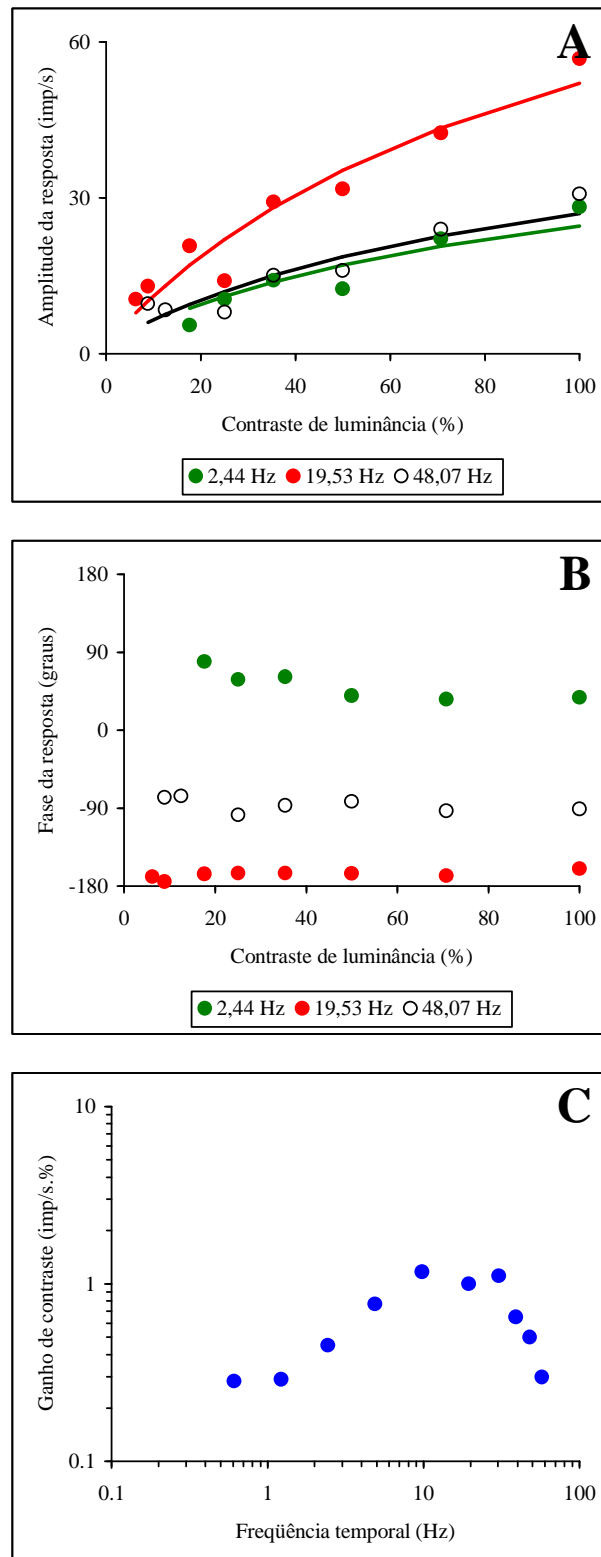 A
60
30
0
0 20 40 60 80 100
Amplitude da resposta (imp/s)
Contraste de luminância (%)
2,44 Hz 19,53 Hz 48,07 Hz
B
180
90
0
-90
-180
0 20 40 60 80 100
Fase da resposta (graus)
Contraste de luminância (%)
2,44 Hz 19,53 Hz 48,07 Hz
C
10
1
0.1
0.1 1 10 100
Ganho de contraste (imp/s.%)
Freqüência temporal (Hz)